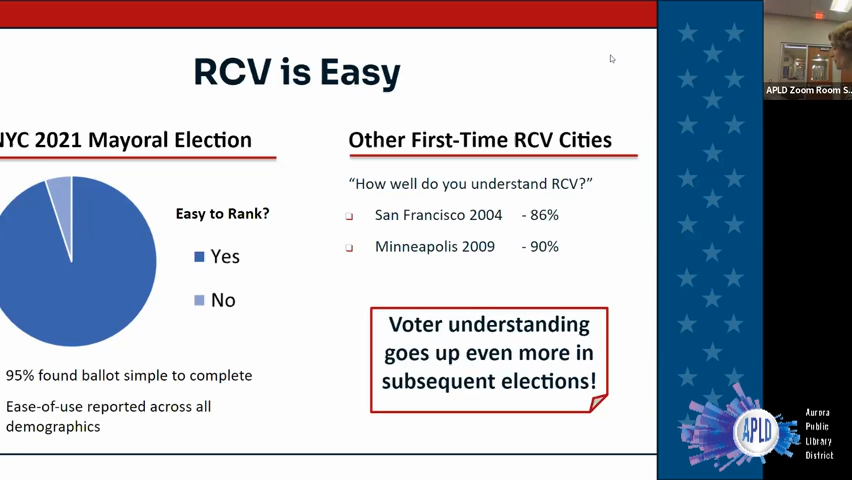 RCV is Easy
NYC 2021 Mayoral Election
Easy to Rank?
Yes
No
95% found ballot simple to complete
Ease-of-use reported across all
demographics
Other First-Time RCV Cities
“How well do you understand RCV?”
San Francisco 2004 - 86%
Minneapolis 2009 - 90%
Voter understanding
goes up even more in
subsequent elections!
APLD Zoom Room S...
APLD
Aurora
Public
Library
District